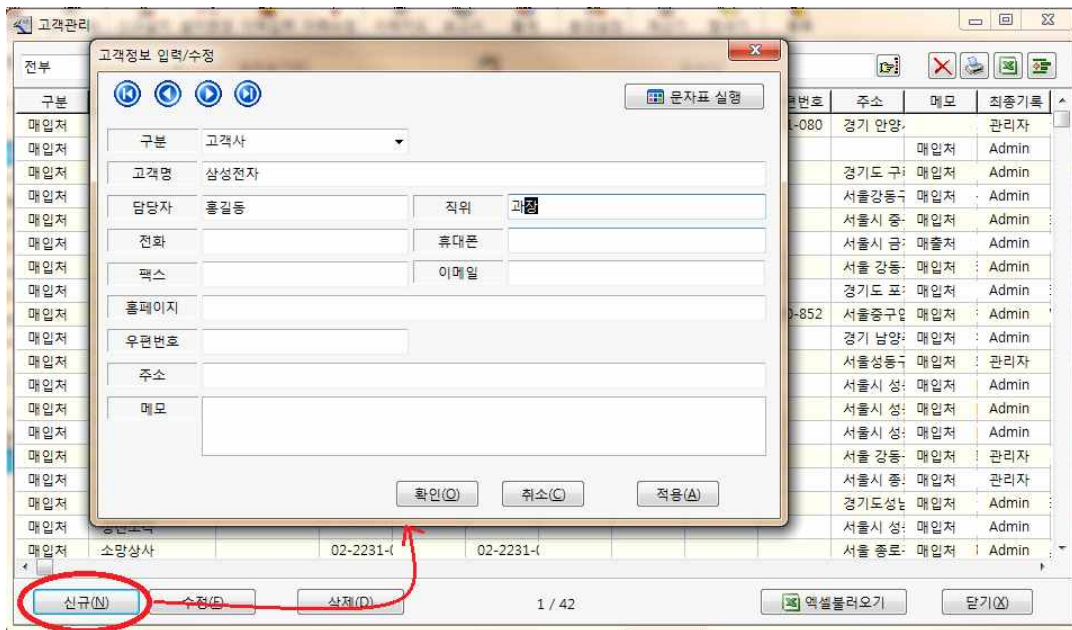 고객관리
고객정보 입력/수정
전부
문자표 실행
구분 고객사
고객명 삼성전자
담당자 홍길동 직위 과장
전화 휴대폰
팩스 이메일
홈페이지
우편번호
주소
메모
확인(O) 취소(C) 적용(A)
구분 주소 메모 최종기록
매입처 1-080 경기 안양 관리자
매입처 매입처 Admin
매입처 경기도 구 매입처 Admin
매입처 서울강동구 매입처 Admin
매입처 서울시 중 매입처 Admin
매입처 서울시 금 매출처 Admin
매입처 서울 강동 매입처 Admin
매입처 경기도 포 매입처 Admin
매입처 0-852 서울중구 매입처 Admin
매입처 경기 남양 매입처 Admin
매입처 서울성동구 매입처 관리자
매입처 서울시 성 매입처 Admin
매입처 서울시 성 매입처 Admin
매입처 서울시 성 매입처 Admin
매입처 서울 강동 매입처 관리자
매입처 서울시 종 매입처 관리자
매입처 경기도성남 매입처 Admin
매입처 서울시 성 매입처 Admin
매입처 소망상사 02-2231-( 02-2231-( 서울 종로 매입처 Admin
신규(N) 수정(E) 삭제(D) 1 / 42 엑셀불러오기 닫기(X)